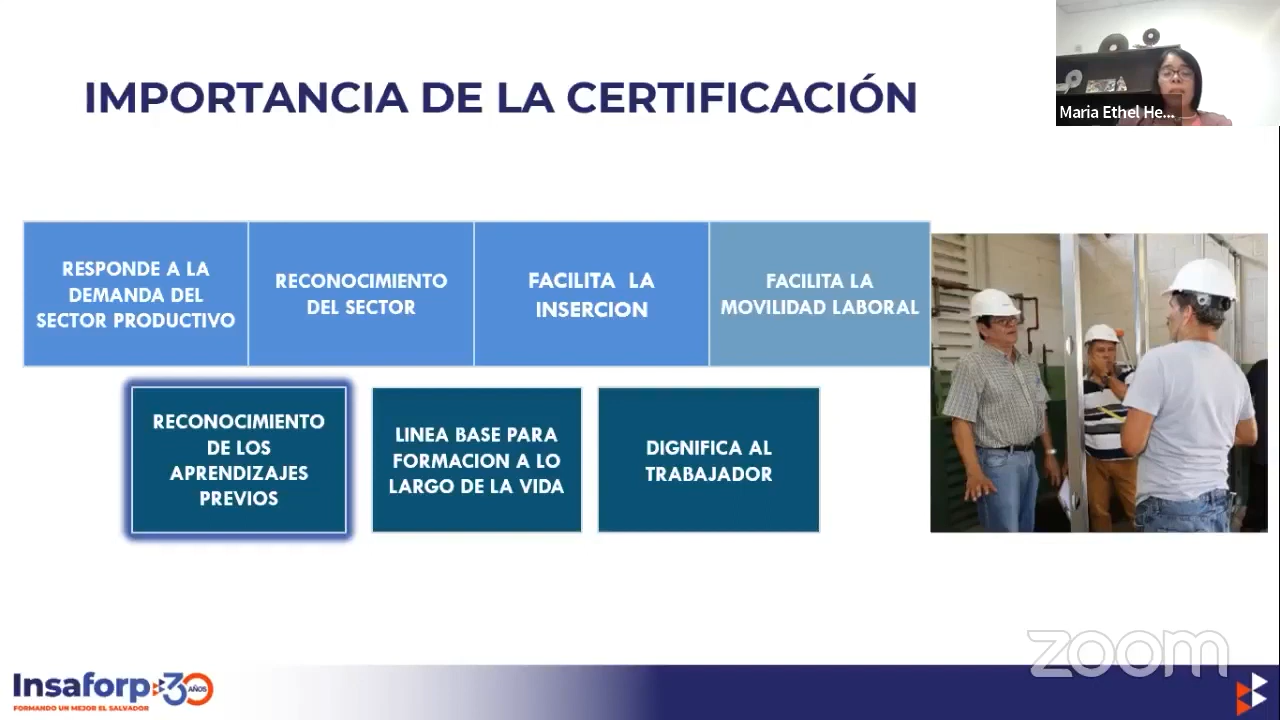 IMPORTANCIA DE LA CERTIFICACIÓN
Maria Ethel He...
RESPONDE A LA
DEMANDA DEL
SECTOR PRODUCTIVO
RECONOCIMIENTO
DEL SECTOR
FACILITA LA
INSERCION
FACILITA LA
MOVILIDAD LABORAL
RECONOCIMIENTO
DE LOS
APRENDIZAJES
PREVIOS
LINEA BASE PARA
FORMACION A LO
LARGO DE LA VIDA
DIGNIFICA AL
TRABAJADOR
zoom
Insaforp 30 AÑOS
FORMANDO UN MEJOR EL SALVADOR